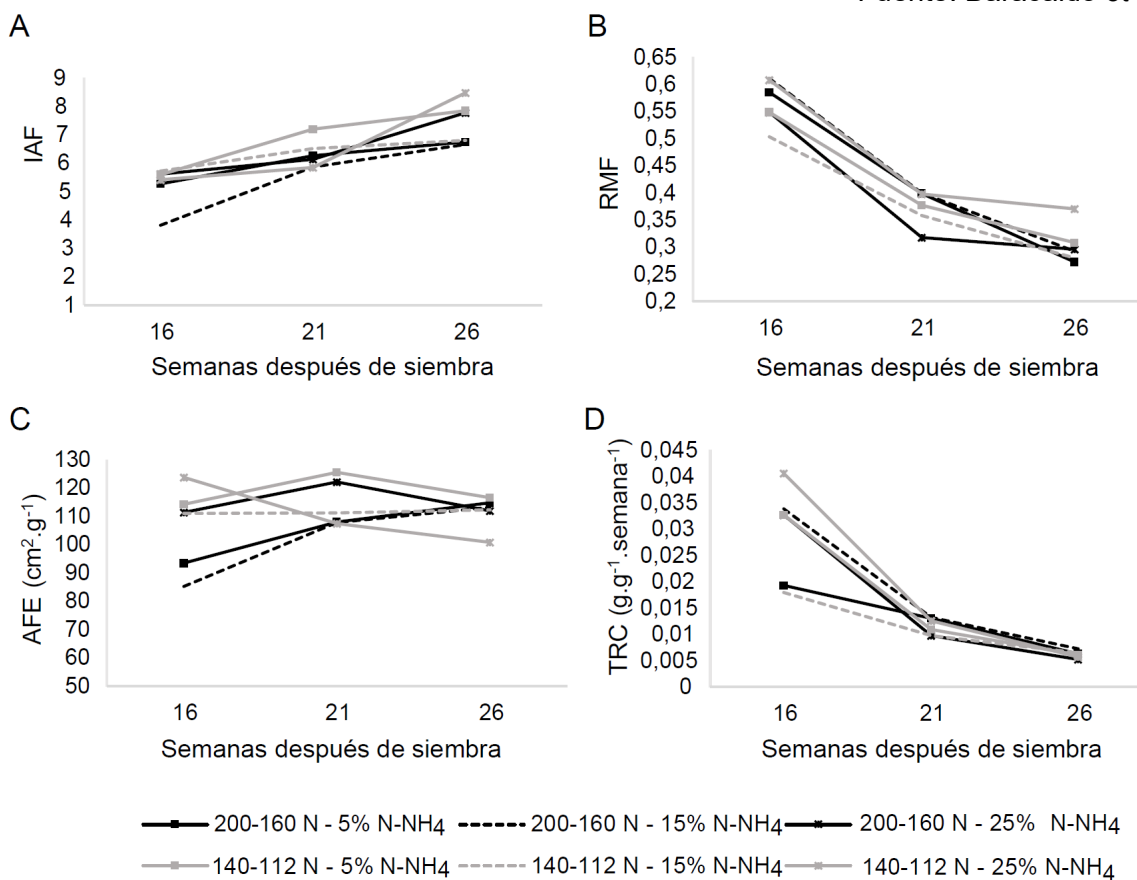 A
IAF
9
8
7
6
5
4
3
2
1
16 21 26
Semanas después de siembra
B
RMF
0,65
0,6
0,55
0,5
0,45
0,4
0,35
0,3
0,25
0,2
16 21 26
Semanas después de siembra
C
AFE (cm².g⁻¹)
130
120
110
100
90
80
70
60
50
16 21 26
Semanas después de siembra
D
TRC (g.g⁻¹.semana⁻¹)
0,045
0,04
0,035
0,03
0,025
0,02
0,015
0,01
0,005
0
16 21 26
Semanas después de siembra
200-160 N - 5% N-NH₄ 200-160 N - 15% N-NH₄ 200-160 N - 25% N-NH₄
140-112 N - 5% N-NH₄ 140-112 N - 15% N-NH₄ 140-112 N - 25% N-NH₄